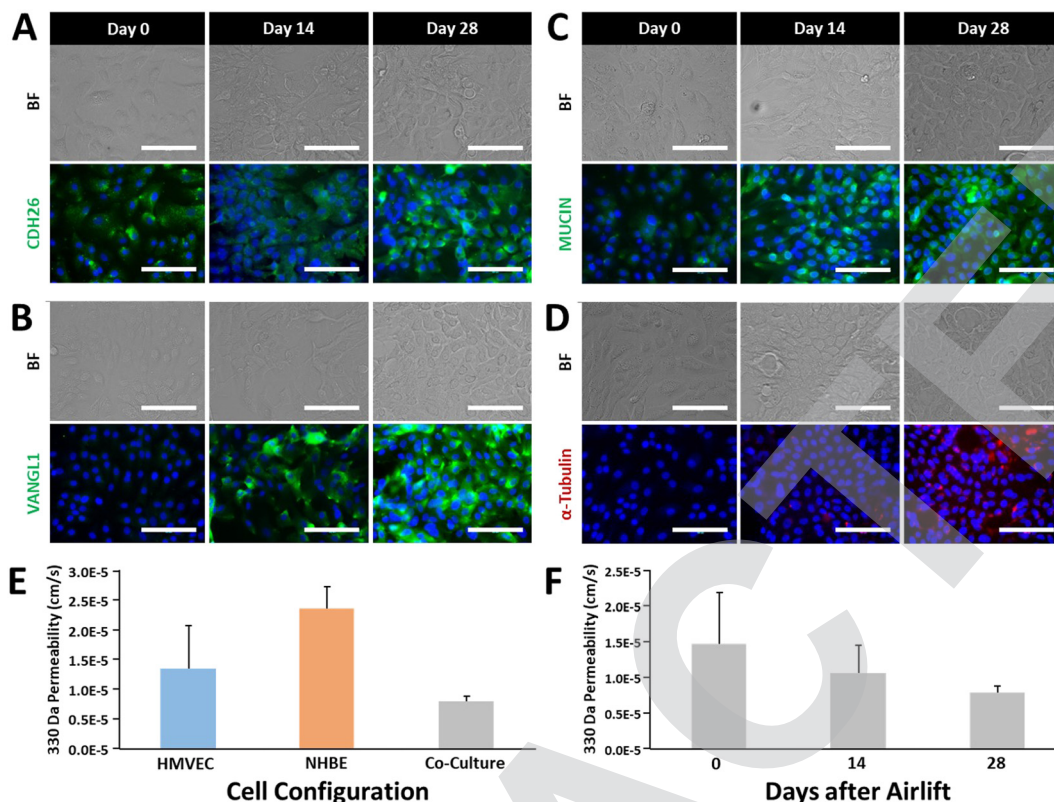 A
Day 0
Day 14
Day 28
BF
CDH26
B
BF
VANGL1
C
Day 0
Day 14
Day 28
BF
MUCIN
D
BF
α-Tubulin
E
330 Da Permeability (cm/s)
3.0E-5
2.5E-5
2.0E-5
1.5E-5
1.0E-5
0.5E-5
0.0E-5
HMVEC
NHBE
Co-Culture
Cell Configuration
F
330 Da Permeability (cm/s)
2.5E-5
2.0E-5
1.5E-5
1.0E-5
0.5E-5
0.0E-5
0
14
28
Days after Airlift